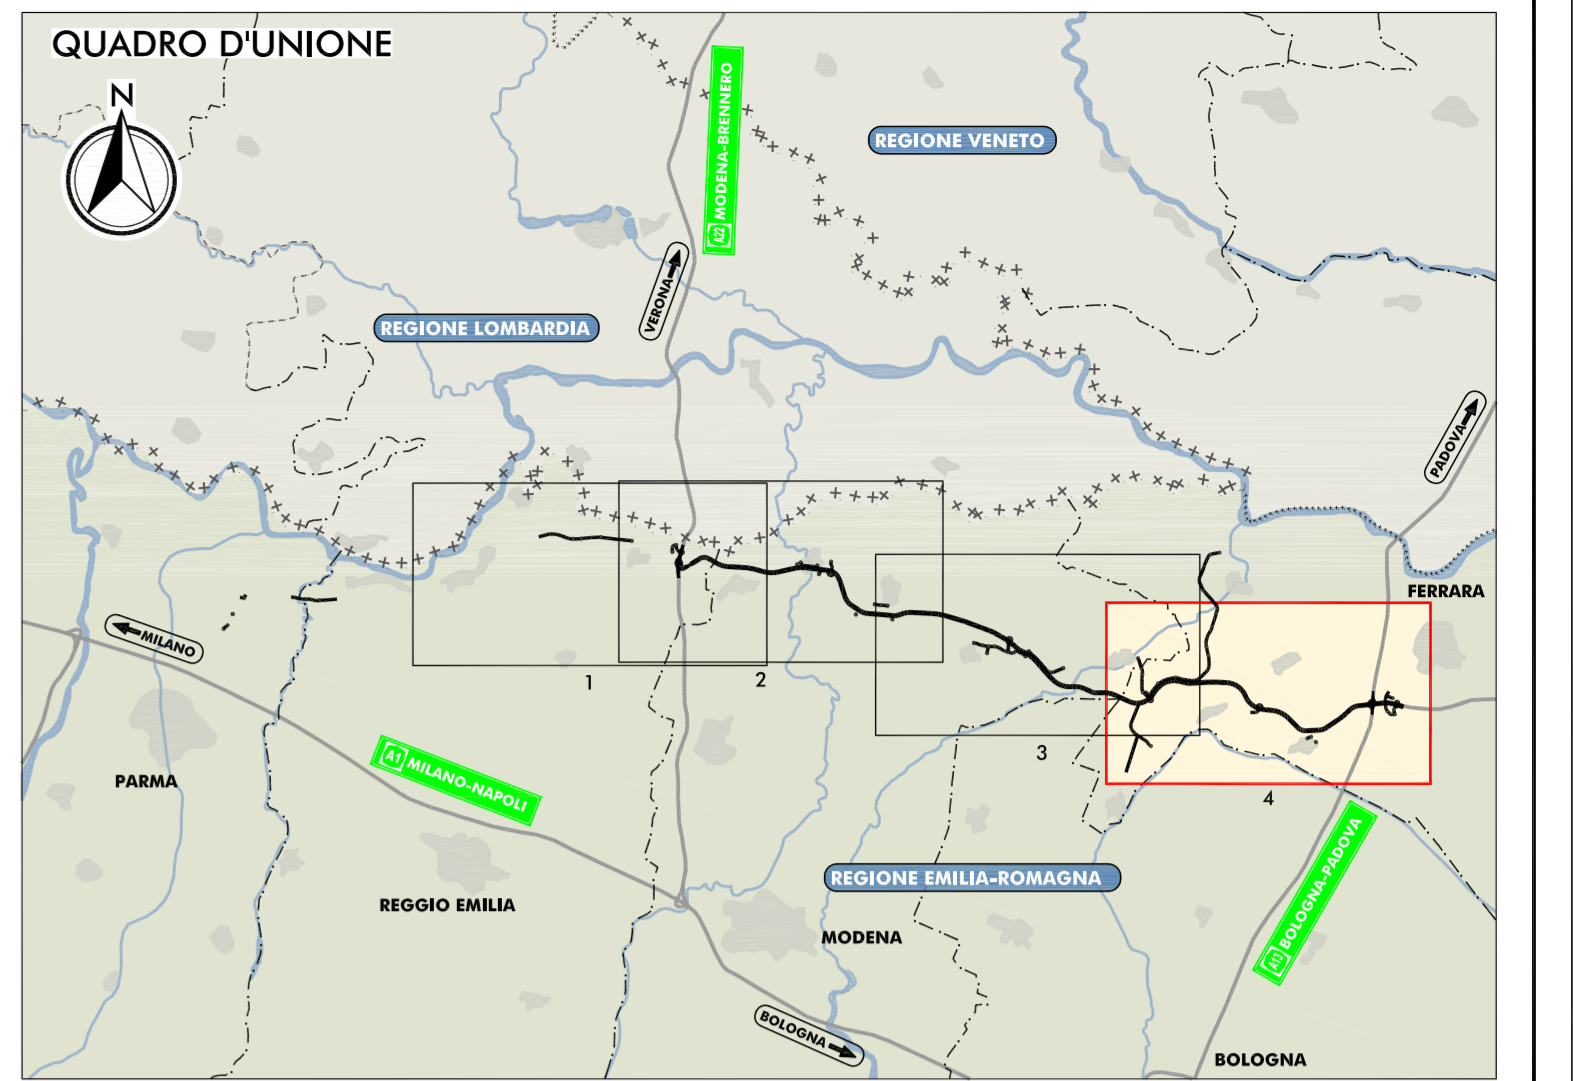 QUADRO D'UNIONE
N
A22 MODENA-BRENNERO
REGIONE VENETO
VERONA
REGIONE LOMBARDIA
PADOVA
FERRARA
MILANO
1
2
3
4
PARMA
A1 MILANO-NAPOLI
REGIONE EMILIA-ROMAGNA
A13 BOLOGNA-PADOVA
REGGIO EMILIA
MODENA
BOLOGNA
BOLOGNA